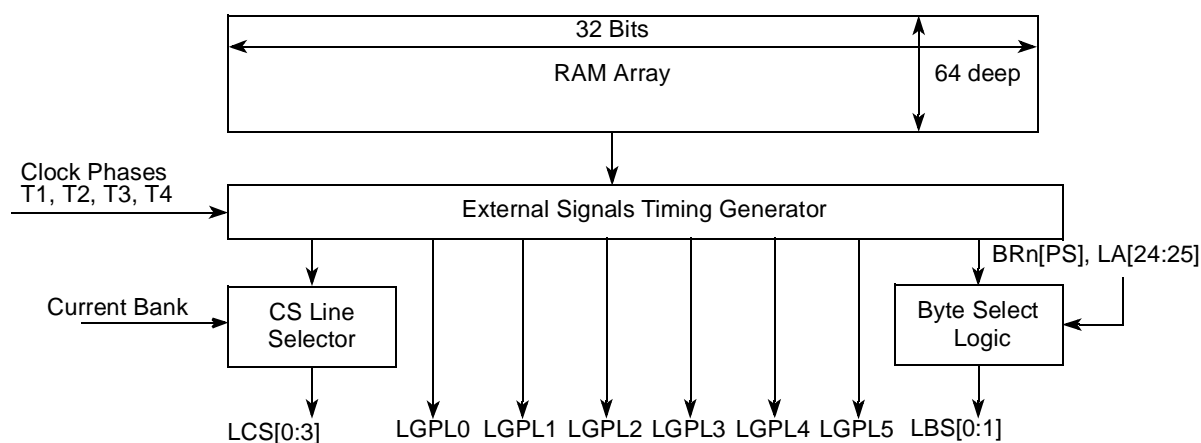 32 Bits
RAM Array
64 deep
Clock Phases
T1, T2, T3, T4
External Signals Timing Generator
BRn[PS], LA[24:25]
Current Bank
CS Line
Selector
Byte Select
Logic
LCS[0:3]
LGPL0
LGPL1
LGPL2
LGPL3
LGPL4
LGPL5
LBS[0:1]